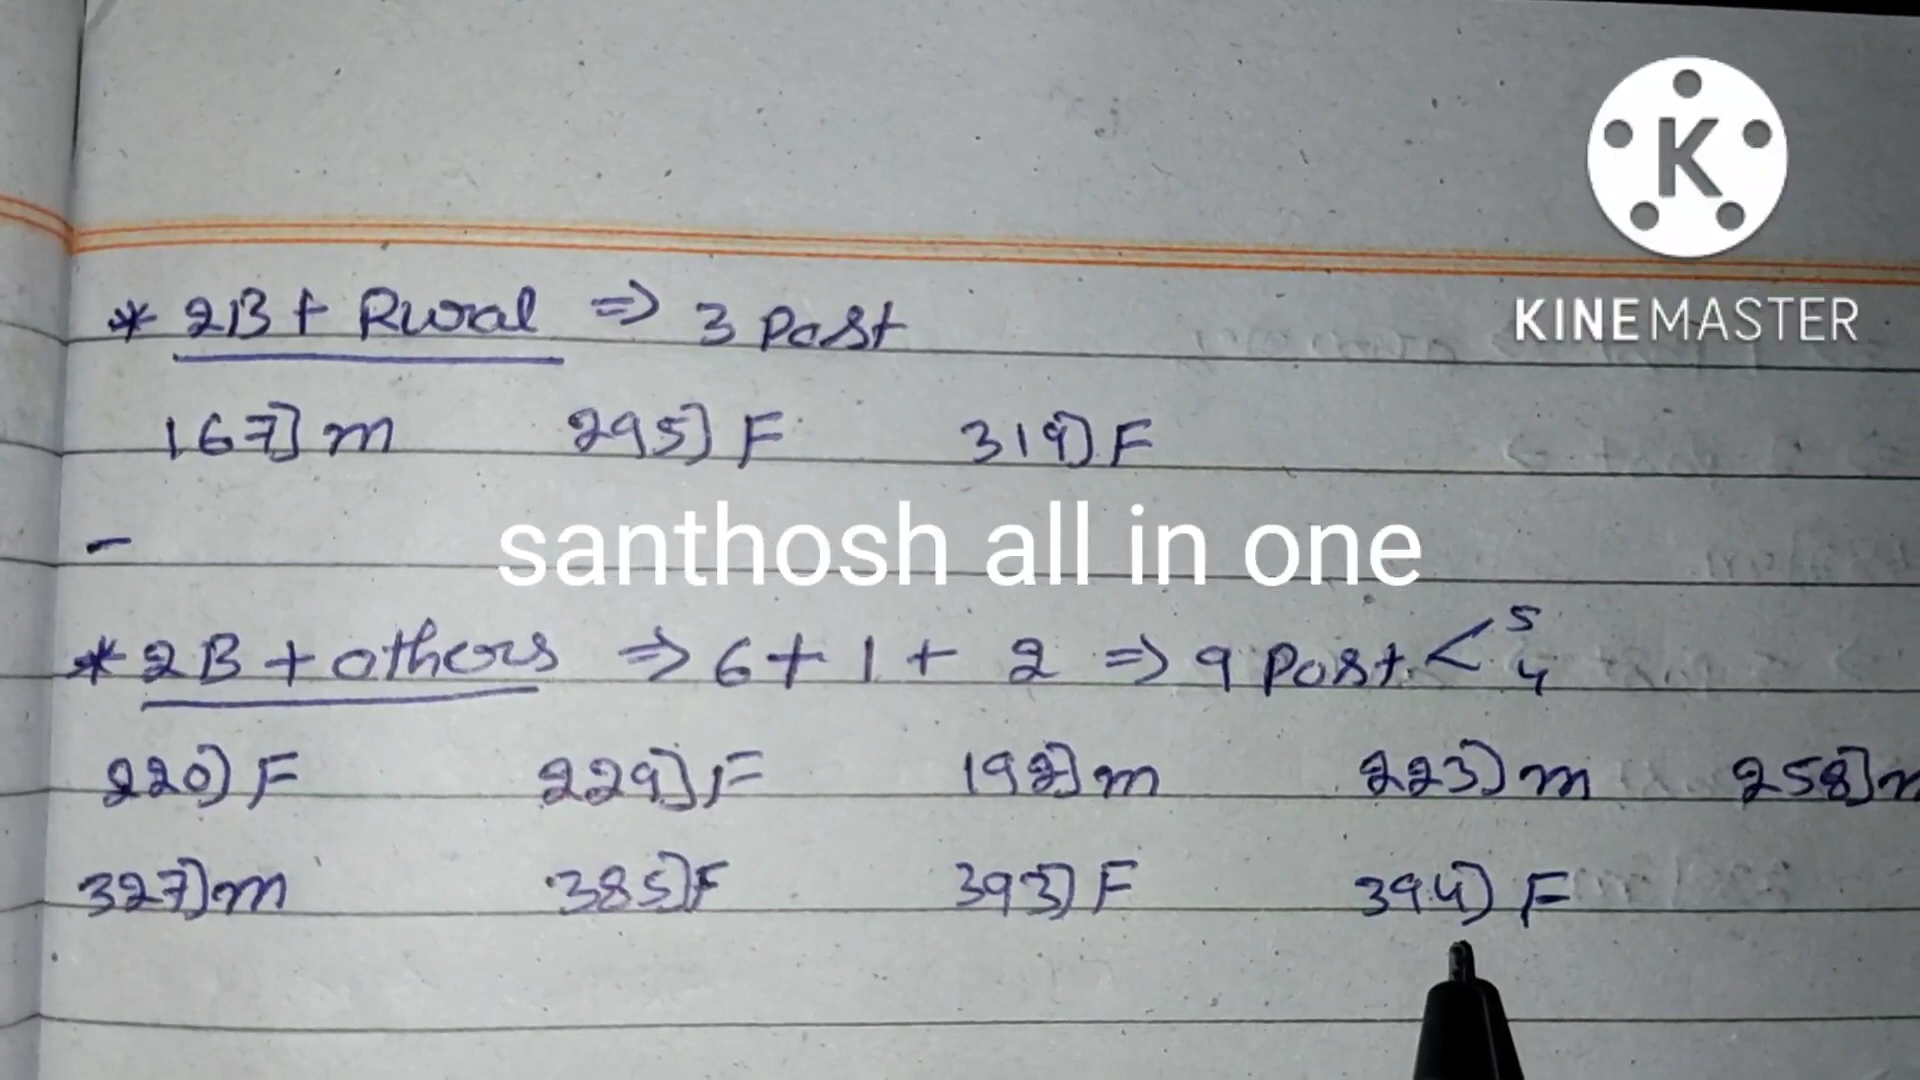 K
KINEMASTER
* 2B + Rural => 3 Post
167] m 295] F 319] F
-
santhosh all in one
* 2B + others => 6 + 1 + 2 => 9 Post < 5 4
220) F 229] F 192] m 223) m 258] m
327) m 385) F 393) F 394) F